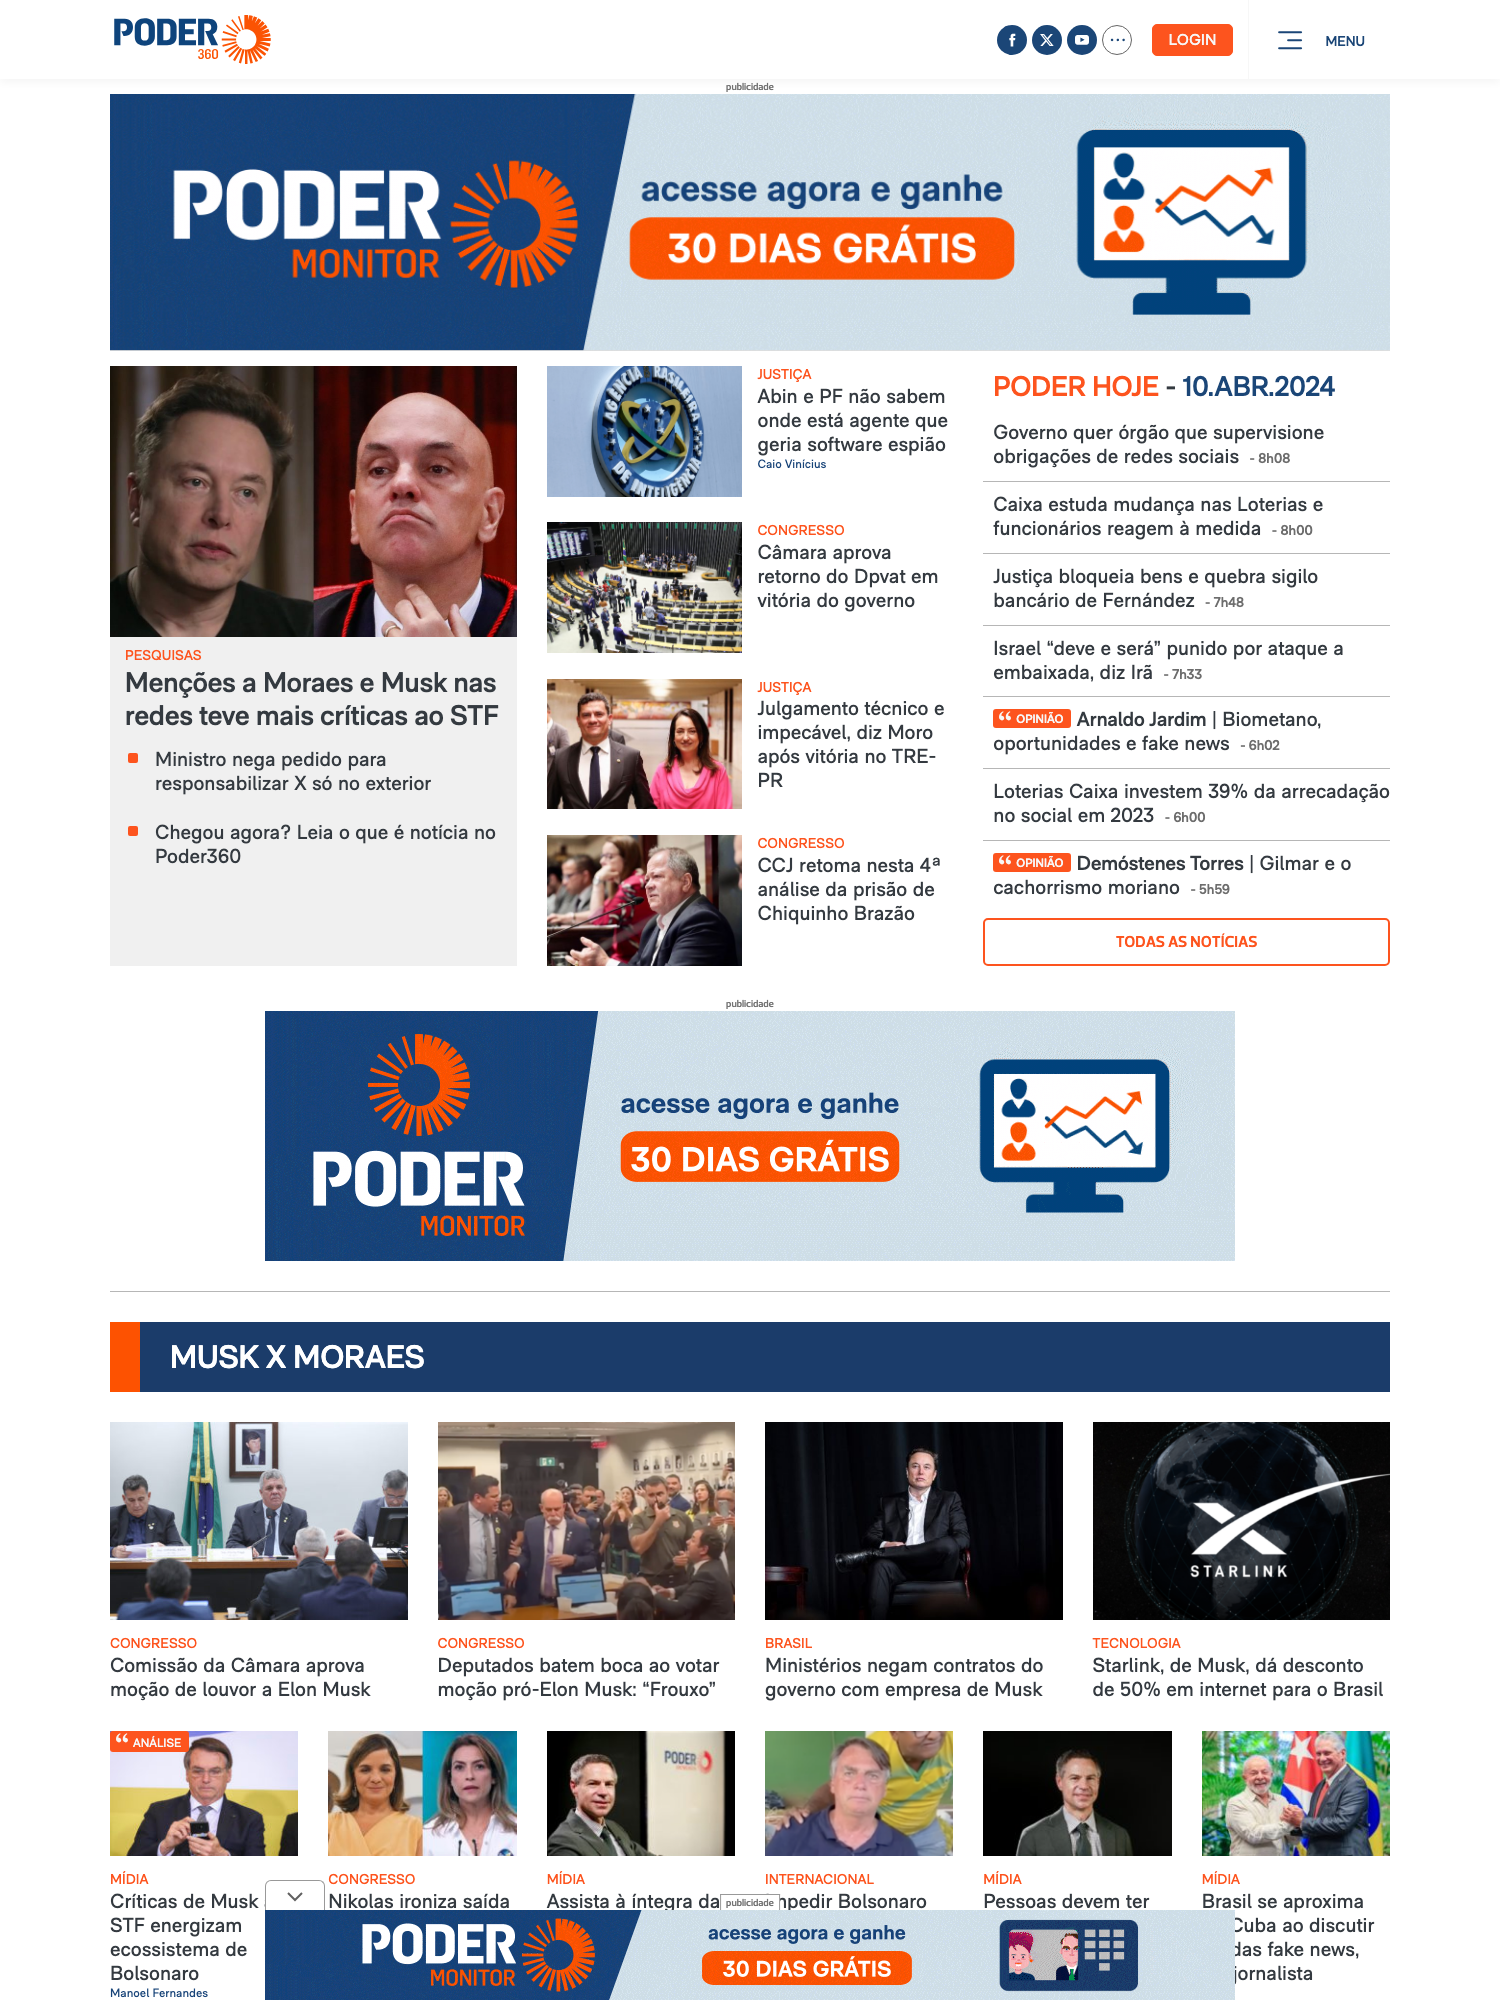 PODER
360
LOGIN
MENU
publicidade
PODER
MONITOR
acesse agora e ganhe
30 DIAS GRÁTIS
PESQUISAS
Menções a Moraes e Musk nas
redes teve mais críticas ao STF
Ministro nega pedido para
responsabilizar X só no exterior
Chegou agora? Leia o que é notícia no
Poder360
AGÊNCIA BRASILEIRA
DE INTELIGÊNCIA
JUSTIÇA
Abin e PF não sabem
onde está agente que
geria software espião
Caio Vinícius
CONGRESSO
Câmara aprova
retorno do Dpvat em
vitória do governo
JUSTIÇA
Julgamento técnico e
impecável, diz Moro
após vitória no TRE-
PR
CONGRESSO
CCJ retoma nesta 4ª
análise da prisão de
Chiquinho Brazão
PODER HOJE - 10.ABR.2024
Governo quer órgão que supervisione
obrigações de redes sociais - 8h08
Caixa estuda mudança nas Loterias e
funcionários reagem à medida - 8h00
Justiça bloqueia bens e quebra sigilo
bancário de Fernández - 7h48
Israel “deve e será” punido por ataque a
embaixada, diz Irã - 7h33
“ OPINIÃO Arnaldo Jardim | Biometano,
oportunidades e fake news - 6h02
Loterias Caixa investem 39% da arrecadação
no social em 2023 - 6h00
“ OPINIÃO Demóstenes Torres | Gilmar e o
cachorrismo moriano - 5h59
TODAS AS NOTÍCIAS
publicidade
PODER
MONITOR
acesse agora e ganhe
30 DIAS GRÁTIS
MUSK X MORAES
STARLINK
CONGRESSO
Comissão da Câmara aprova
moção de louvor a Elon Musk
CONGRESSO
Deputados batem boca ao votar
moção pró-Elon Musk: “Frouxo”
BRASIL
Ministérios negam contratos do
governo com empresa de Musk
TECNOLOGIA
Starlink, de Musk, dá desconto
de 50% em internet para o Brasil
“ ANÁLISE
PODER
MÍDIA
Críticas de Musk
STF energizam
ecossistema de
Bolsonaro
Manoel Fernandes
CONGRESSO
Nikolas ironiza saída
MÍDIA
Assista à íntegra da
INTERNACIONAL
mpedir Bolsonaro
MÍDIA
Pessoas devem ter
MÍDIA
Brasil se aproxima
Cuba ao discutir
das fake news,
jornalista
publicidade
PODER
MONITOR
acesse agora e ganhe
30 DIAS GRÁTIS